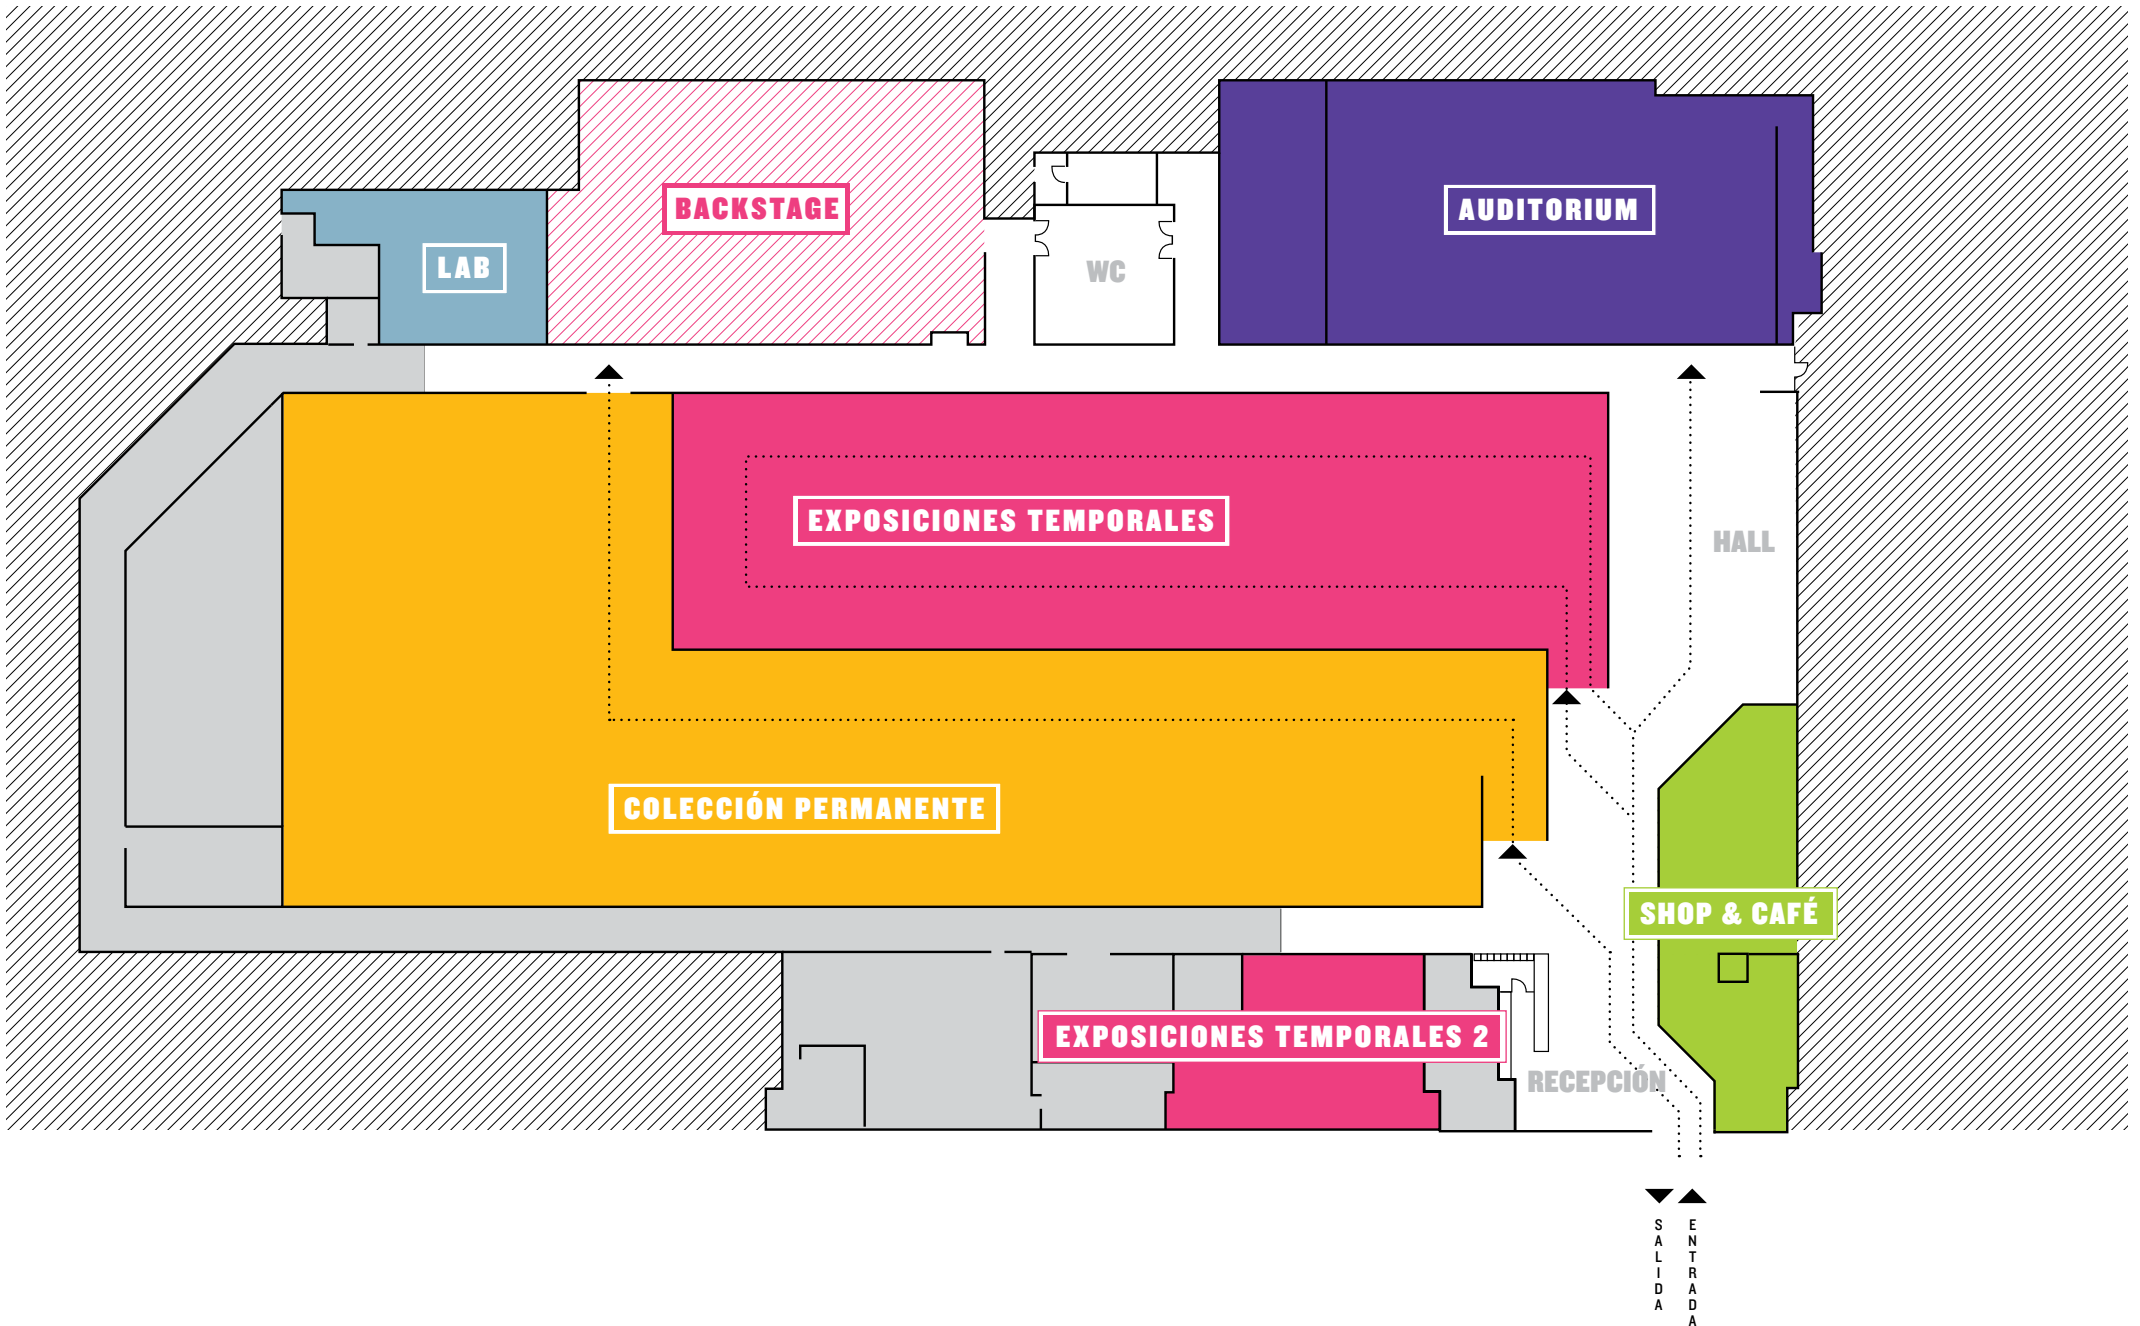 BACKSTAGE
AUDITORIUM
LAB
WC
EXPOSICIONES TEMPORALES
HALL
COLECCIÓN PERMANENTE
SHOP & CAFÉ
EXPOSICIONES TEMPORALES 2
RECEPCIÓN
SALIDA
ENTRADA